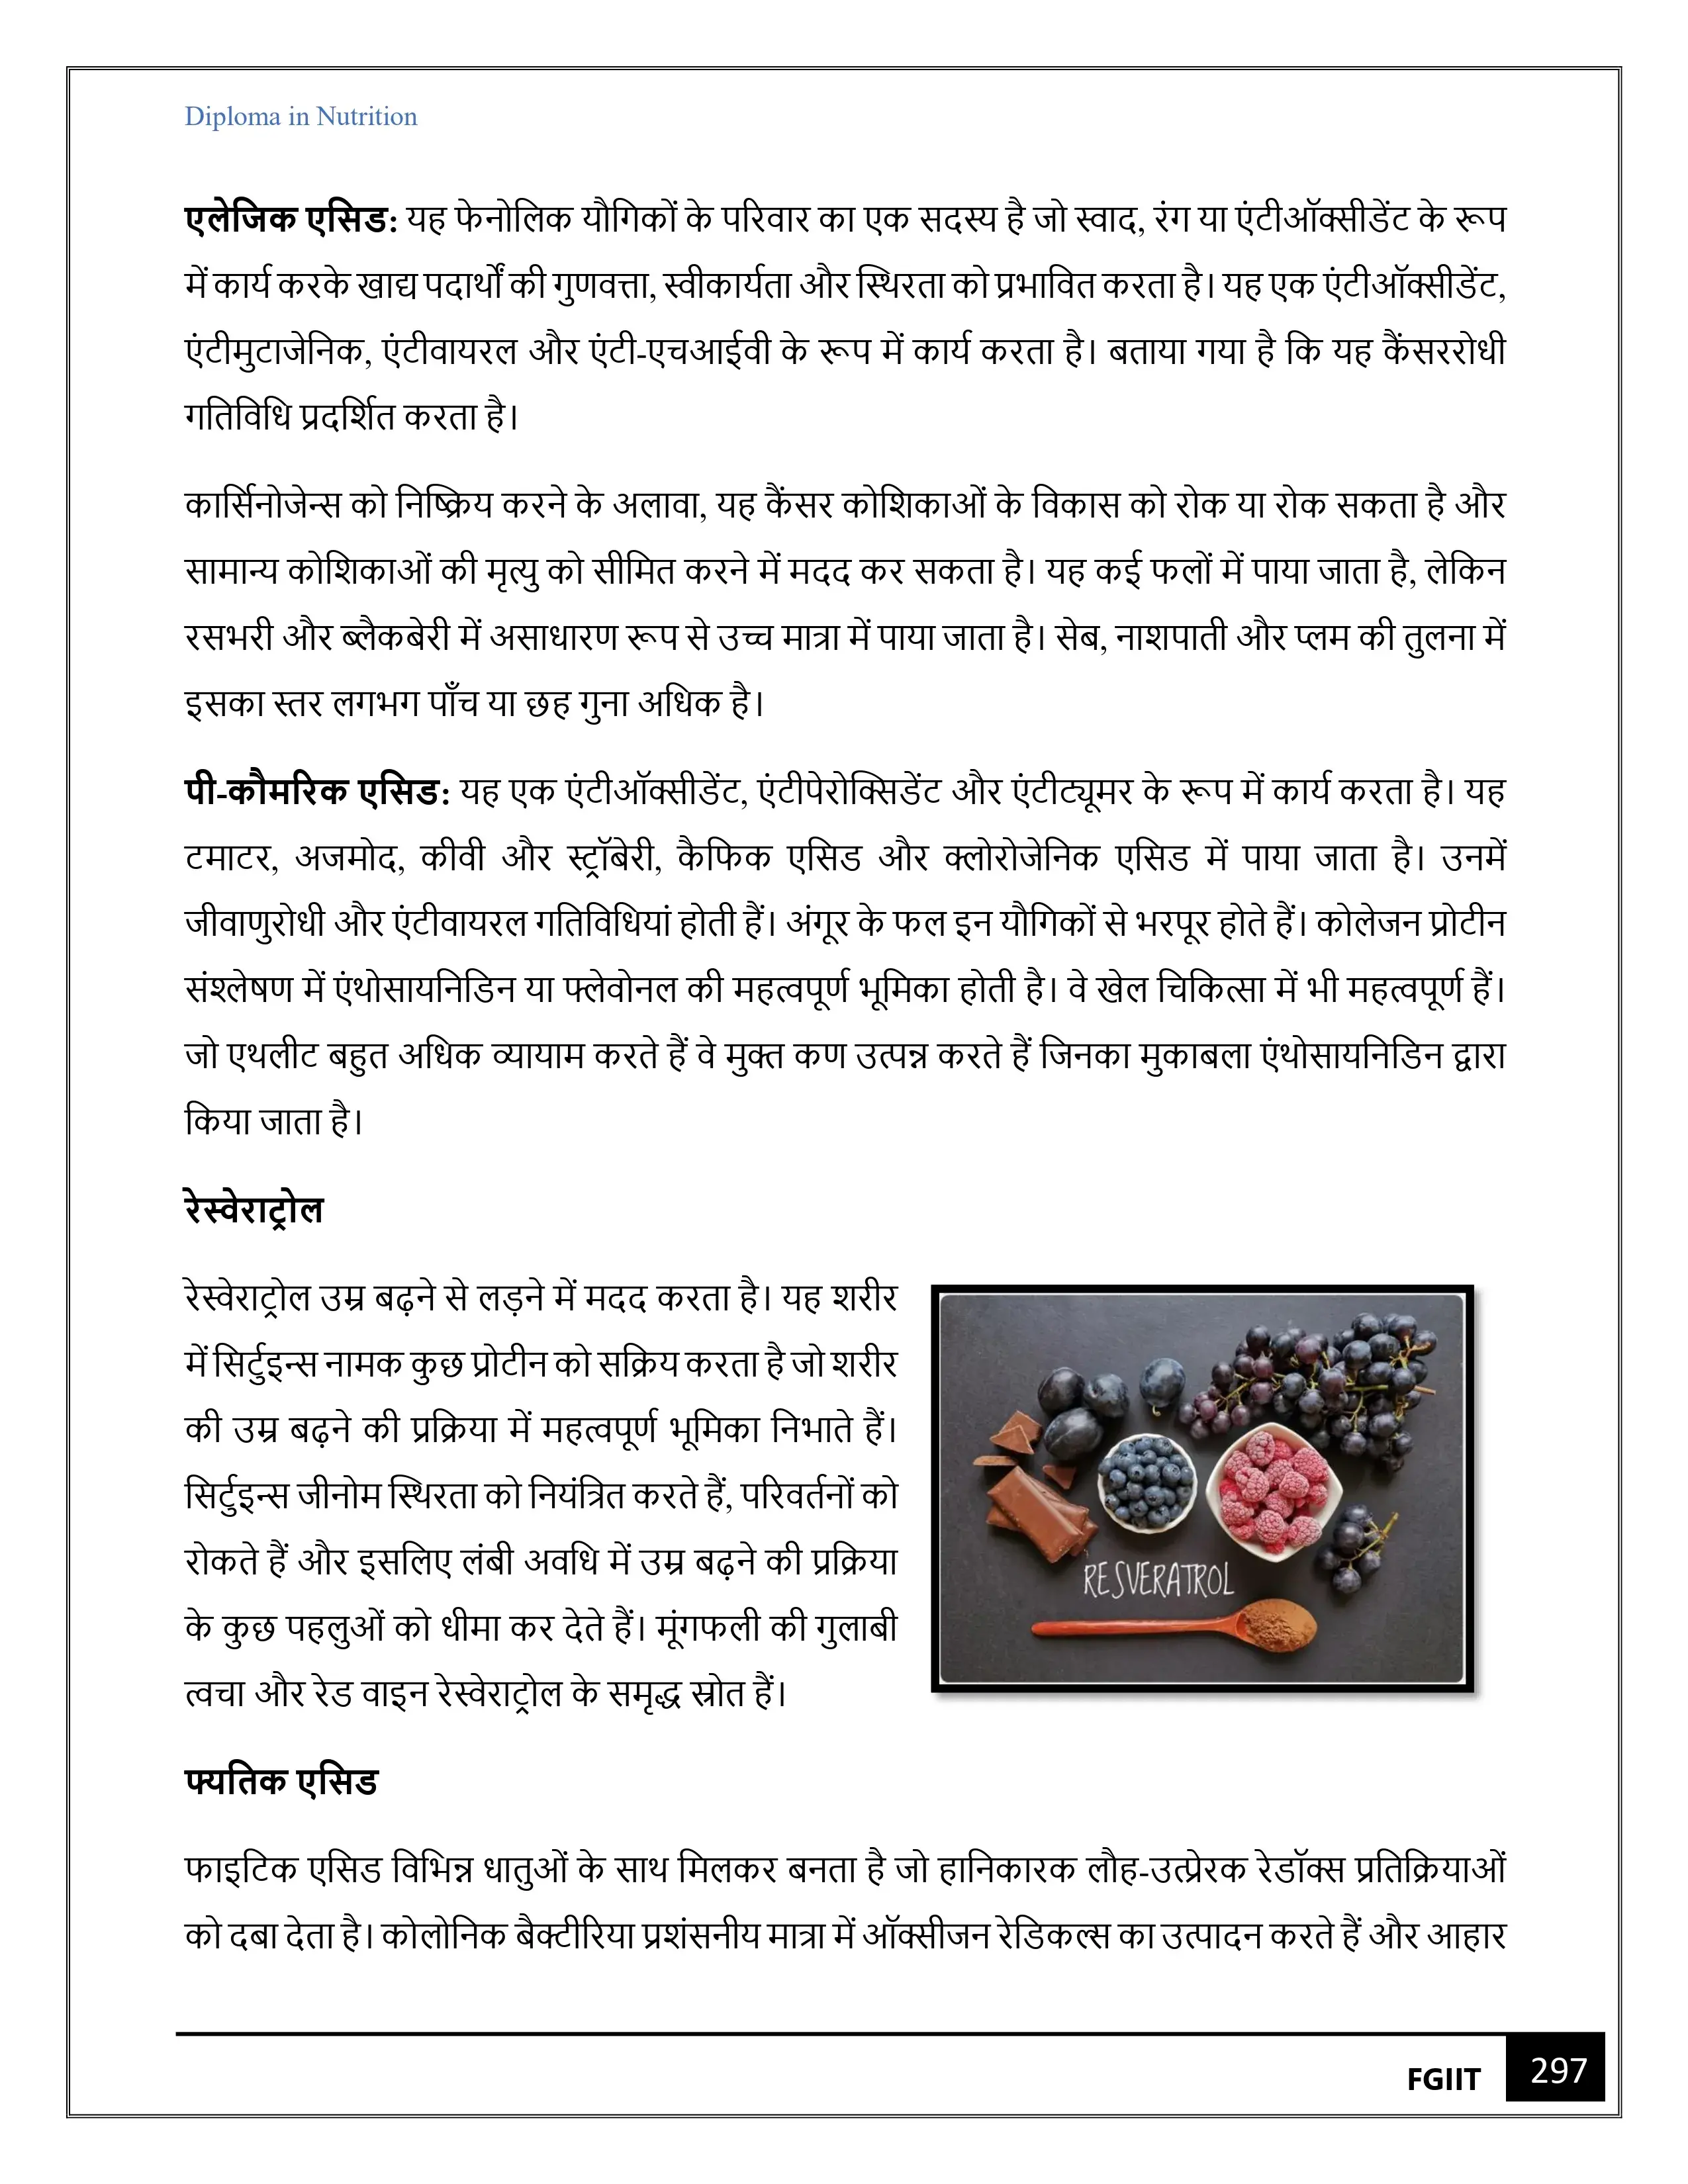 Diploma in Nutrition
एलेजिक एसिड: यह फेनोलिक यौगिकों के परिवार का एक सदस्य है जो स्वाद, रंग या एंटीऑक्सीडेंट के रूप
में कार्य करके खाद्य पदार्थों की गुणवत्ता, स्वीकार्यता और स्थिरता को प्रभावित करता है। यह एक एंटीऑक्सीडेंट,
एंटीमुटाजेनिक, एंटीवायरल और एंटी-एचआईवी के रूप में कार्य करता है। बताया गया है कि यह कैंसररोधी
गतिविधि प्रदर्शित करता है।
कार्सिनोजेन्स को निष्क्रिय करने के अलावा, यह कैंसर कोशिकाओं के विकास को रोक या रोक सकता है और
सामान्य कोशिकाओं की मृत्यु को सीमित करने में मदद कर सकता है। यह कई फलों में पाया जाता है, लेकिन
रसभरी और ब्लैकबेरी में असाधारण रूप से उच्च मात्रा में पाया जाता है। सेब, नाशपाती और प्लम की तुलना में
इसका स्तर लगभग पाँच या छह गुना अधिक है।
पी-कौमरिक एसिड: यह एक एंटीऑक्सीडेंट, एंटीपेरोक्सिडेंट और एंटीट्यूमर के रूप में कार्य करता है। यह
टमाटर, अजमोद, कीवी और स्ट्रॉबेरी, कैफिक एसिड और क्लोरोजेनिक एसिड में पाया जाता है। उनमें
जीवाणुरोधी और एंटीवायरल गतिविधियां होती हैं। अंगूर के फल इन यौगिकों से भरपूर होते हैं। कोलेजन प्रोटीन
संश्लेषण में एंथोसायनिडिन या फ्लेवोनल की महत्वपूर्ण भूमिका होती है। वे खेल चिकित्सा में भी महत्वपूर्ण हैं।
जो एथलीट बहुत अधिक व्यायाम करते हैं वे मुक्त कण उत्पन्न करते हैं जिनका मुकाबला एंथोसायनिडिन द्वारा
किया जाता है।
रेस्वेराट्रोल
रेस्वेराट्रोल उम्र बढ़ने से लड़ने में मदद करता है। यह शरीर
में सिर्टुइन्स नामक कुछ प्रोटीन को सक्रिय करता है जो शरीर
की उम्र बढ़ने की प्रक्रिया में महत्वपूर्ण भूमिका निभाते हैं।
सिर्टुइन्स जीनोम स्थिरता को नियंत्रित करते हैं, परिवर्तनों को
रोकते हैं और इसलिए लंबी अवधि में उम्र बढ़ने की प्रक्रिया
के कुछ पहलुओं को धीमा कर देते हैं। मूंगफली की गुलाबी
त्वचा और रेड वाइन रेस्वेराट्रोल के समृद्ध स्रोत हैं।
RESVERATROL
फ्यतिक एसिड
फाइटिक एसिड विभिन्न धातुओं के साथ मिलकर बनता है जो हानिकारक लौह-उत्प्रेरक रेडॉक्स प्रतिक्रियाओं
को दबा देता है। कोलोनिक बैक्टीरिया प्रशंसनीय मात्रा में ऑक्सीजन रेडिकल्स का उत्पादन करते हैं और आहार
FGIIT
297